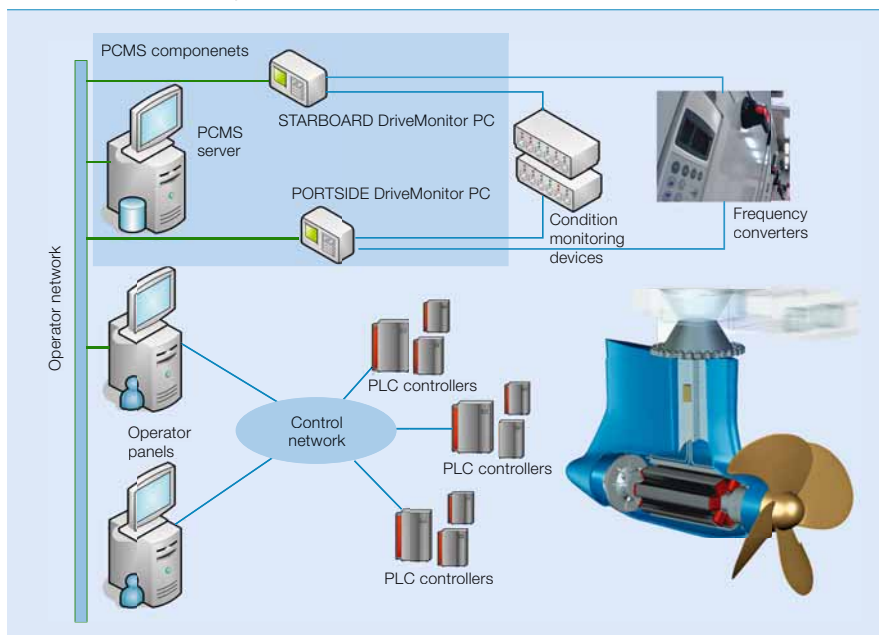 PCMS componenets
STARBOARD DriveMonitor PC
PCMS
server
PORTSIDE DriveMonitor PC
Condition
monitoring
devices
Frequency
converters
Operator network
PLC controllers
Control
network
Operator
panels
PLC controllers
PLC controllers